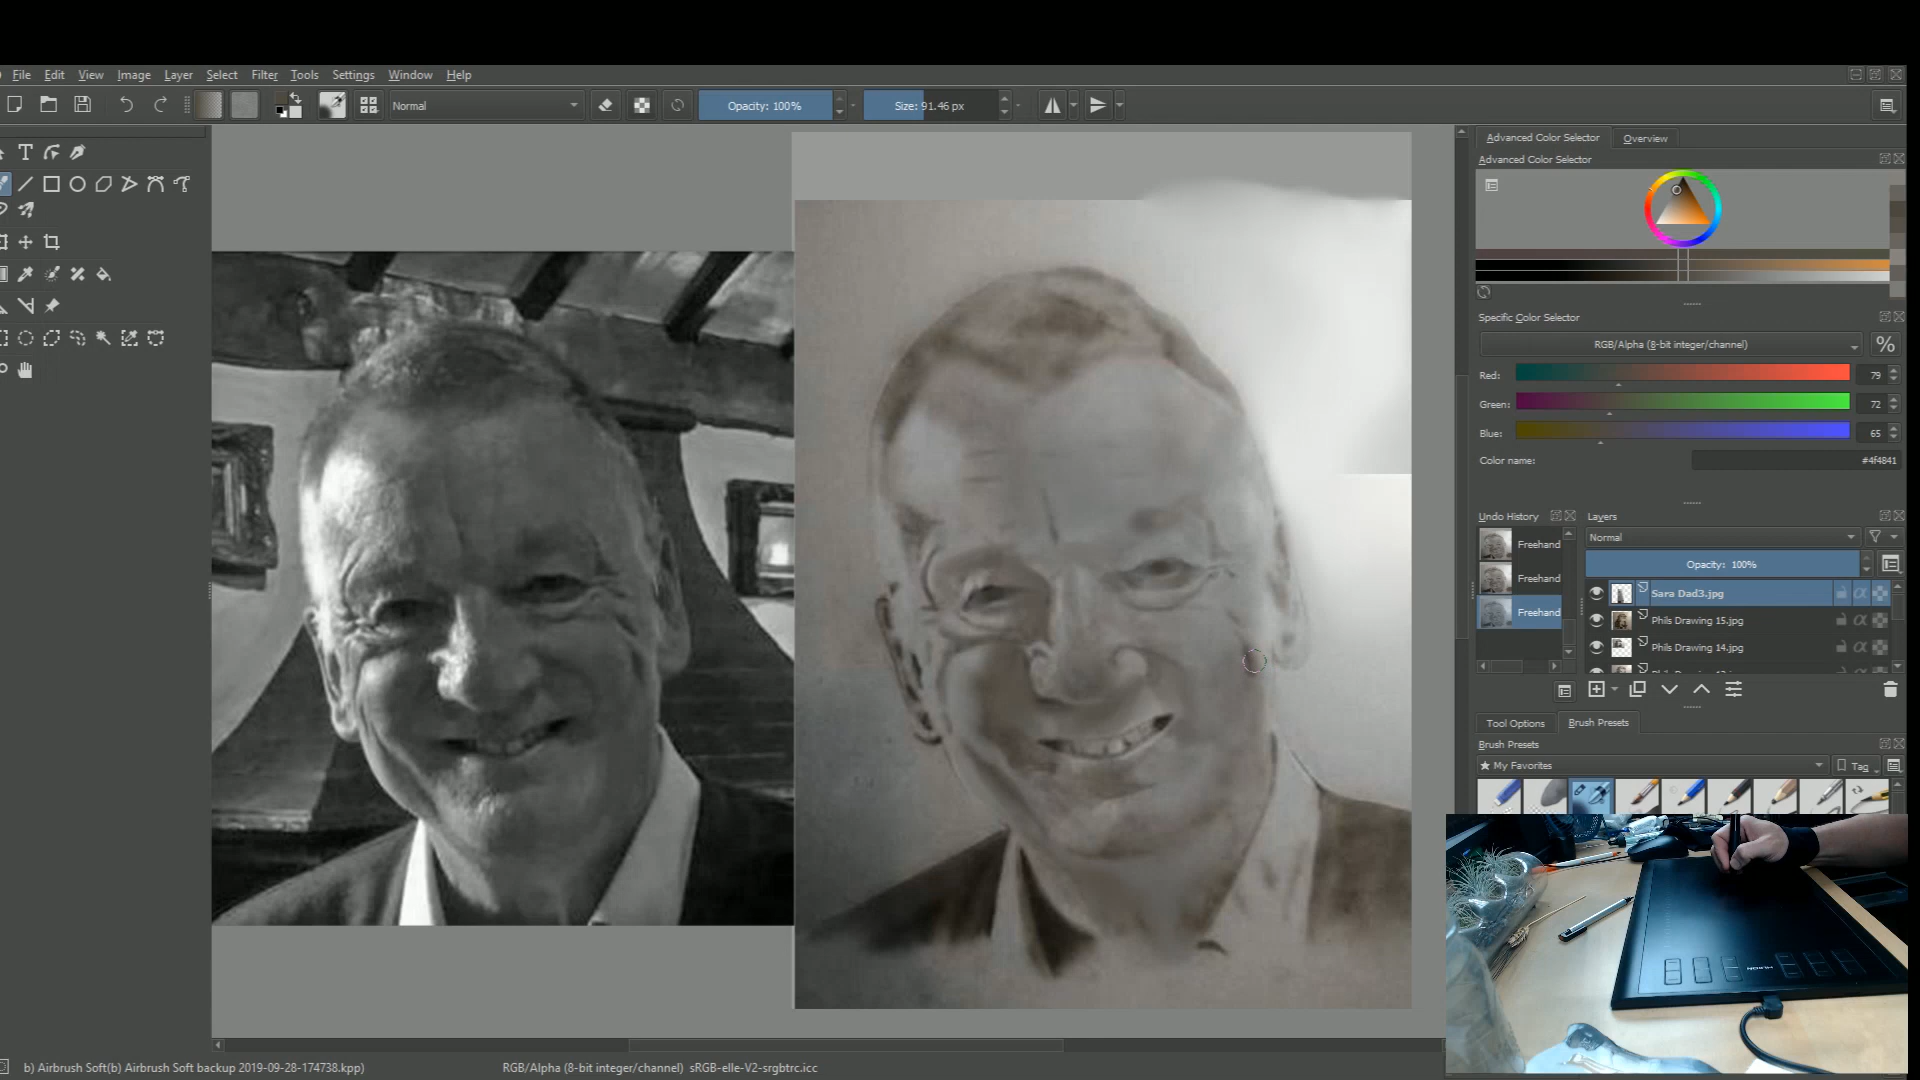 File Edit View Image Layer Select Filter Tools Settings Window Help
Normal
Opacity: 100%
Size: 91.46 px
Advanced Color Selector
Overview
Advanced Color Selector
Specific Color Selector
RGB/Alpha (8-bit integer/channel)
%
Red:
79
Green:
72
Blue:
65
Color name:
#4f4841
Undo History
Layers
Freehand
Normal
Opacity: 100%
Freehand
Sara Dad3.jpg
Freehand
Phils Drawing 15.jpg
Phils Drawing 14.jpg
Tool Options
Brush Presets
Brush Presets
My Favorites
Tag
HUION
b) Airbrush Soft(b) Airbrush Soft backup 2019-09-28-174738.kpp)
RGB/Alpha (8-bit integer/channel) sRGB-elle-V2-srgbtrc.icc